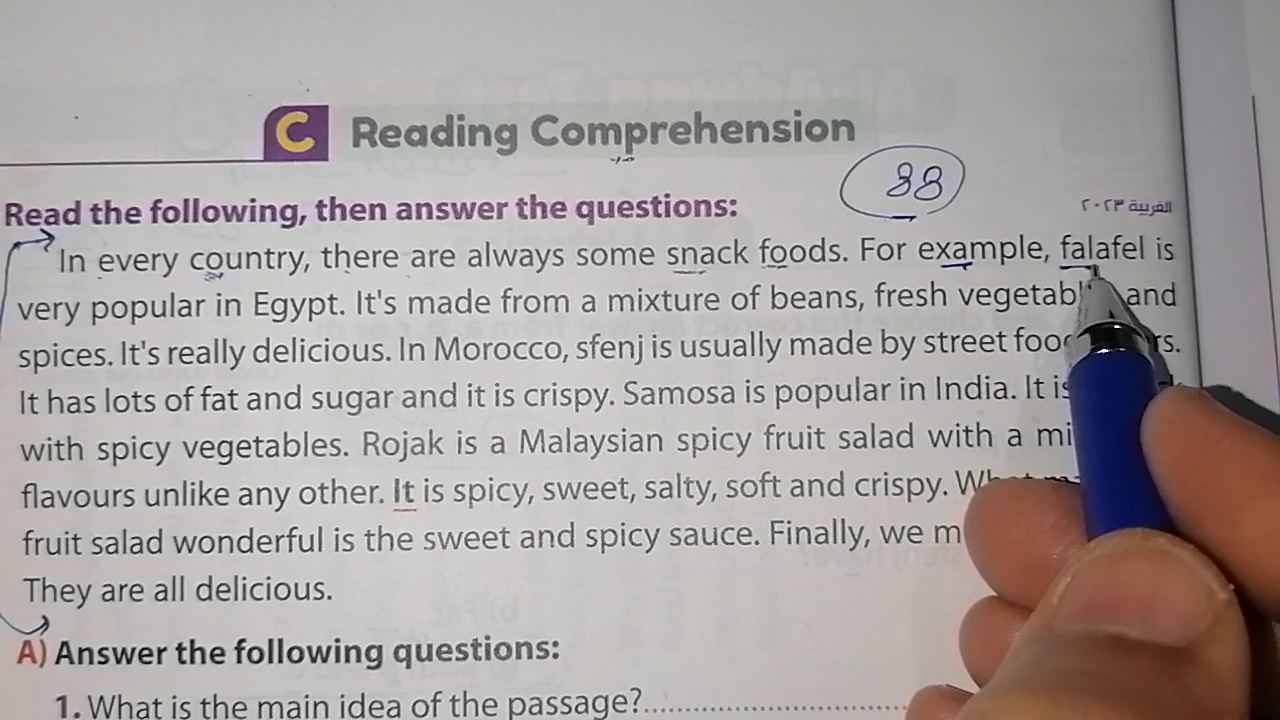 C Reading Comprehension
88
Read the following, then answer the questions:
الغربية ٢٠٢٣
In every country, there are always some snack foods. For example, falafel is
very popular in Egypt. It's made from a mixture of beans, fresh vegetab and
spices. It's really delicious. In Morocco, sfenj is usually made by street food
It has lots of fat and sugar and it is crispy. Samosa is popular in India. It is
with spicy vegetables. Rojak is a Malaysian spicy fruit salad with a
flavours unlike any other. It is spicy, sweet, salty, soft and crispy. What
fruit salad wonderful is the sweet and spicy sauce. Finally, we
They are all delicious.
A) Answer the following questions:
1. What is the main idea of the passage?